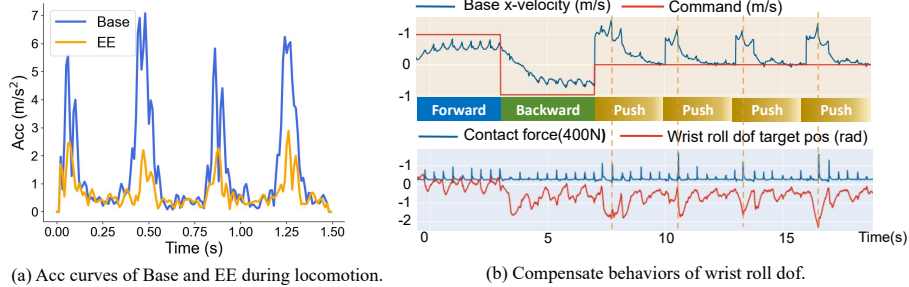 Acc (m/s²)
7
6
5
4
3
2
1
0
Base
EE
0.00 0.25 0.50 0.75 1.00 1.25 1.50
Time (s)
(a) Acc curves of Base and EE during locomotion.
Base x-velocity (m/s) Command (m/s)
-1
0
-1
Forward Backward Push Push Push Push
Contact force(400N) Wrist roll dof target pos (rad)
-1
0
-1
-2
0 5 10 15 Time(s)
(b) Compensate behaviors of wrist roll dof.